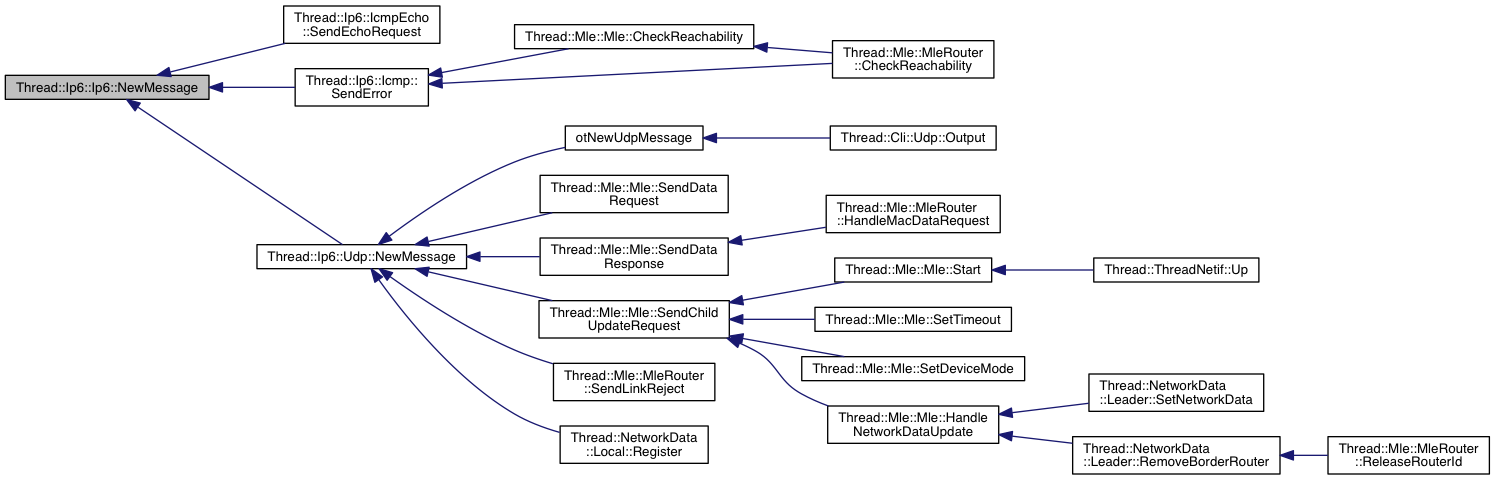 Thread::Ip6::Ip6::NewMessage
Thread::Ip6::IcmpEcho
::SendEchoRequest
Thread::Ip6::Icmp::
SendError
Thread::Mle::Mle::CheckReachability
Thread::Mle::MleRouter
::CheckReachability
Thread::Ip6::Udp::NewMessage
otNewUdpMessage
Thread::Cli::Udp::Output
Thread::Mle::Mle::SendData
Request
Thread::Mle::Mle::SendData
Response
Thread::Mle::MleRouter
::HandleMacDataRequest
Thread::Mle::Mle::SendChild
UpdateRequest
Thread::Mle::Mle::Start
Thread::ThreadNetif::Up
Thread::Mle::Mle::SetTimeout
Thread::Mle::Mle::SetDeviceMode
Thread::Mle::Mle::Handle
NetworkDataUpdate
Thread::NetworkData
::Leader::SetNetworkData
Thread::NetworkData
::Leader::RemoveBorderRouter
Thread::Mle::MleRouter
::ReleaseRouterId
Thread::Mle::MleRouter
::SendLinkReject
Thread::NetworkData
::Local::Register